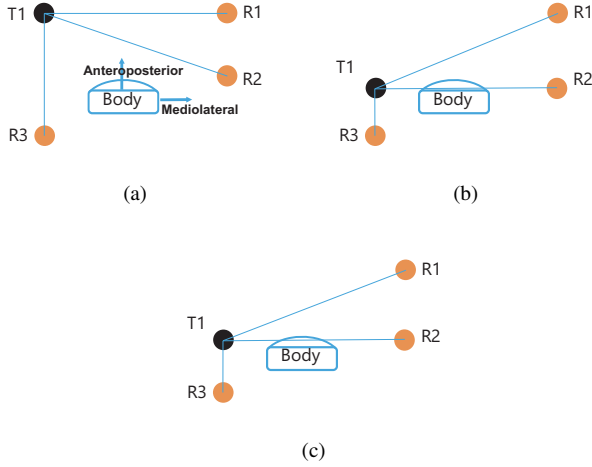 T1
R1
Anteroposterior
R2
Body
Mediolateral
R3
(a)
R1
T1
R2
Body
R3
(b)
R1
T1
R2
Body
R3
(c)